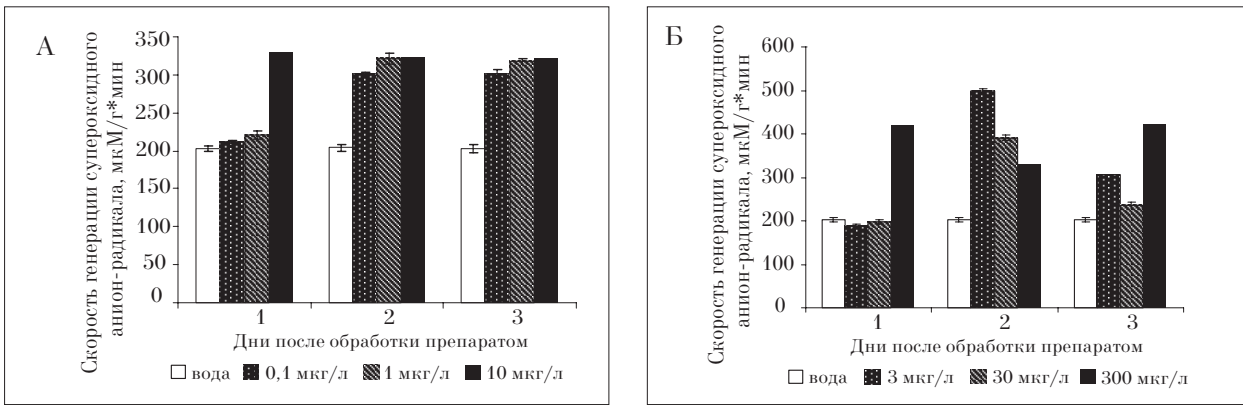 А
Скорость генерации супероксидного
анион-радикала, мкМ/г*мин
350
300
250
200
150
100
50
0
1 2 3
Дни после обработки препаратом
вода 0,1 мкг/л 1 мкг/л 10 мкг/л
Б
Скорость генерации супероксидного
анион-радикала, мкМ/г*мин
600
500
400
300
200
100
0
1 2 3
Дни после обработки препаратом
вода 3 мкг/л 30 мкг/л 300 мкг/л